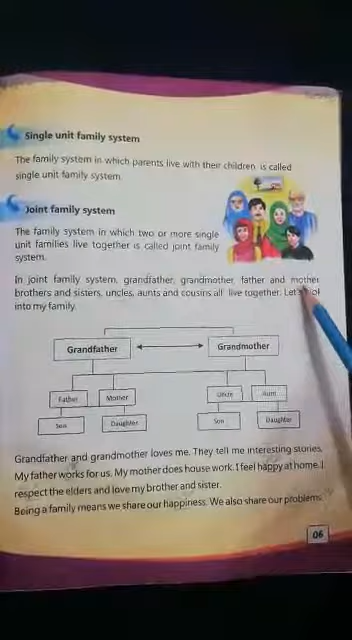 Single unit family system
The family system in which parents live with their children is called
single unit family system.
Joint family system
The family system in which two or more single
unit families live together is called joint family
system.
In joint family system, grandfather, grandmother, father and mother
brothers and sisters, uncles, aunts and cousins all live together. Let's
into my family.
Grandfather
Grandmother
Father
Mother
Uncle
Aunt
Son
Daughter
Son
Daughter
Grandfather and grandmother loves me. They tell me interesting stories.
My father works for us. My mother does house work. I feel happy at home. I
respect the elders and love my brother and sister.
Being a family means we share our happiness. We also share our problems.
06